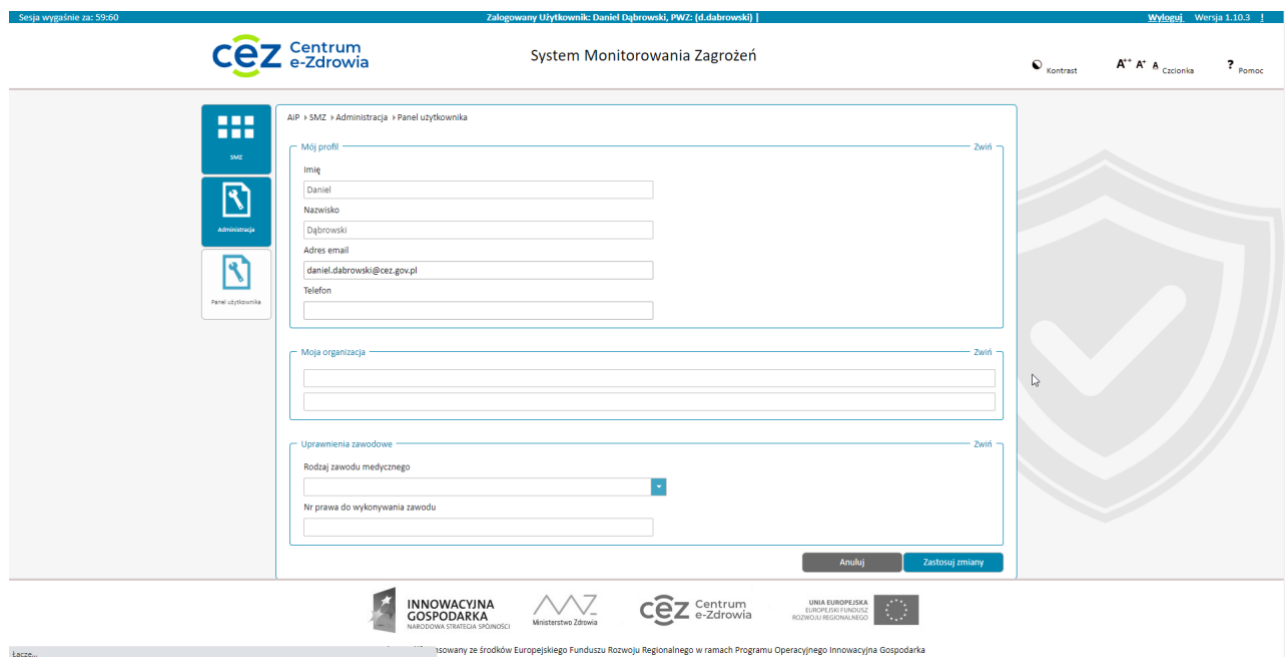 Sesja wygaśnie za: 59:60
Zalogowany Użytkownik: Daniel Dąbrowski, PWZ: (d.dabrowski) |
Wyloguj Wersja 1.10.3 !
cez Centrum
e-Zdrowia
System Monitorowania Zagrożeń
Kontrast
A++ A+ A Czcionka
? Pomoc
SMZ
Administracja
Panel użytkownika
AiP SMZ Administracja Panel użytkownika
Mój profil Zwiń
Imię
Daniel
Nazwisko
Dąbrowski
Adres email
daniel.dabrowski@cez.gov.pl
Telefon
Moja organizacja Zwiń
Uprawnienia zawodowe Zwiń
Rodzaj zawodu medycznego
Nr prawa do wykonywania zawodu
Anuluj Zastosuj zmiany
INNOWACYJNA
GOSPODARKA
NARODOWA STRATEGIA SPÓJNOŚCI
Ministerstwo Zdrowia
cez Centrum
e-Zdrowia
UNIA EUROPEJSKA
EUROPEJSKI FUNDUSZ
ROZWOJU REGIONALNEGO
Łączę...
ze środków Europejskiego Funduszu Rozwoju Regionalnego w ramach Programu Operacyjnego Innowacyjna Gospodarka